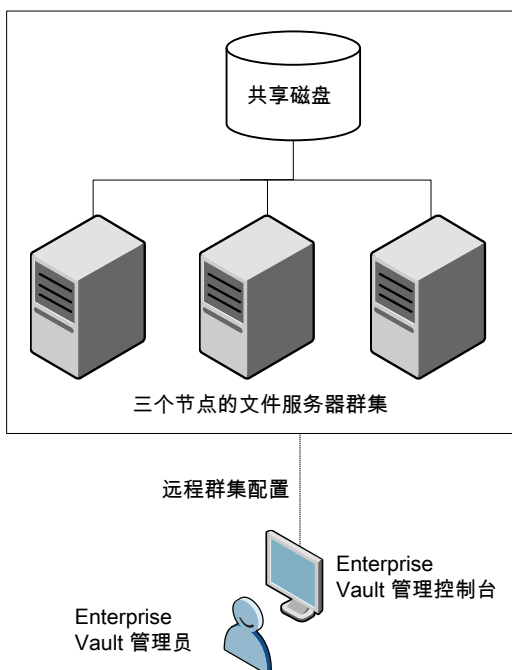 共享磁盘
三个节点的文件服务器群集
远程群集配置
Enterprise
Vault 管理控制台
Enterprise
Vault 管理员